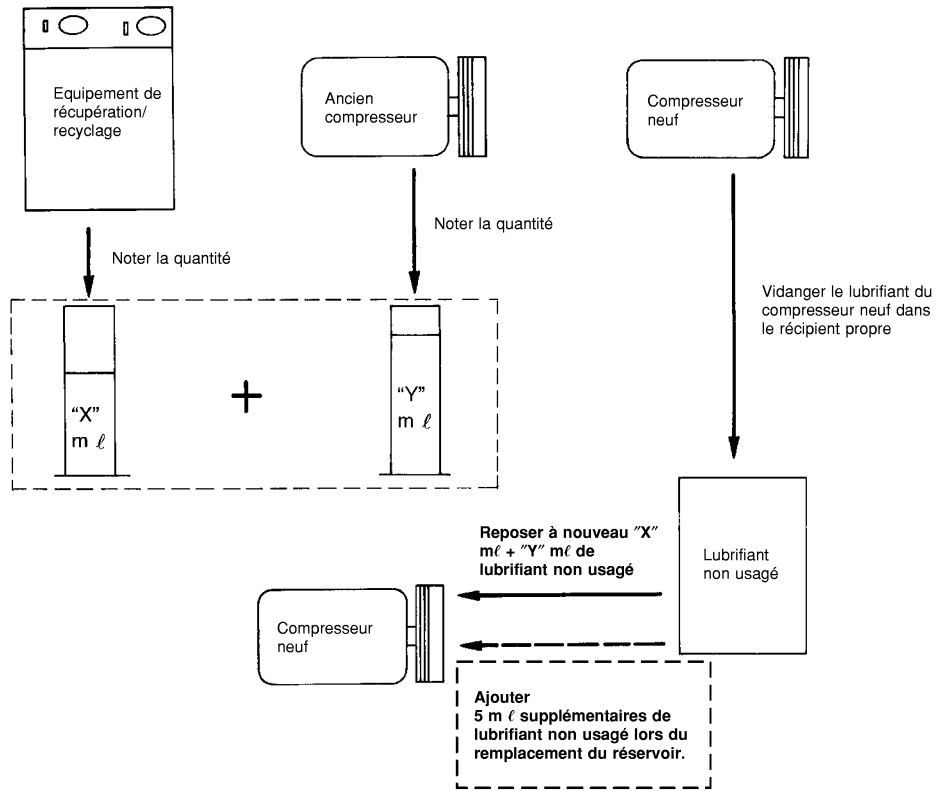 Equipement de
récupération/
recyclage
Ancien
compresseur
Compresseur
neuf
Noter la quantité
Noter la quantité
Vidanger le lubrifiant du
compresseur neuf dans
le récipient propre
“X”
m ℓ
+
“Y”
m ℓ
Reposer à nouveau ″X″
mℓ + ″Y″ mℓ de
lubrifiant non usagé
Lubrifiant
non usagé
Compresseur
neuf
Ajouter
5 m ℓ supplémentaires de
lubrifiant non usagé lors du
remplacement du réservoir.